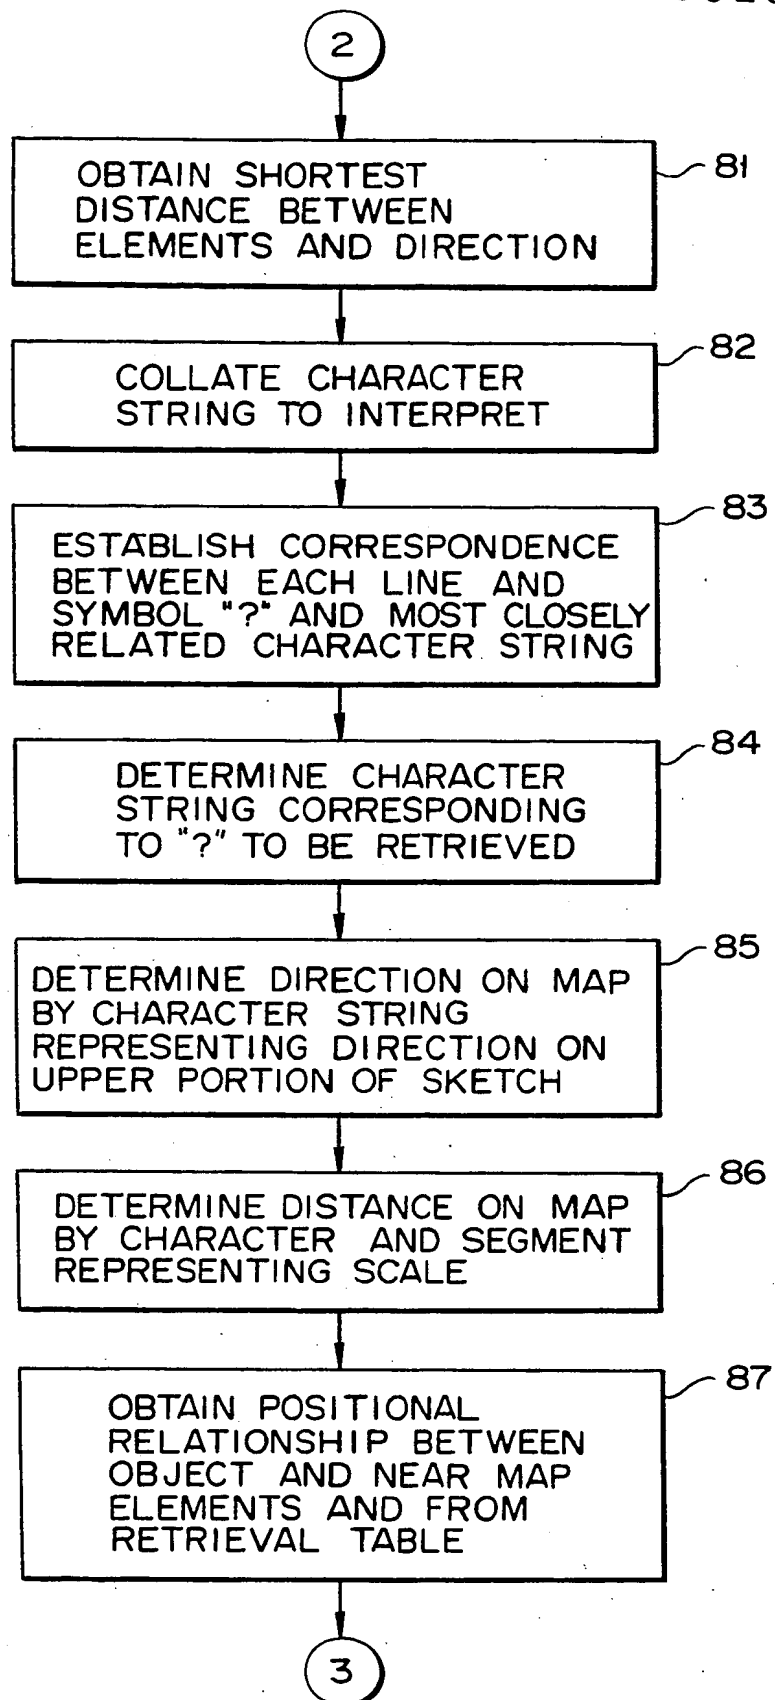 2
81
OBTAIN SHORTEST
DISTANCE BETWEEN
ELEMENTS AND DIRECTION
82
COLLATE CHARACTER
STRING TO INTERPRET
83
ESTABLISH CORRESPONDENCE
BETWEEN EACH LINE AND
SYMBOL "?" AND MOST CLOSELY
RELATED CHARACTER STRING
84
DETERMINE CHARACTER
STRING CORRESPONDING
TO "?" TO BE RETRIEVED
85
DETERMINE DIRECTION ON MAP
BY CHARACTER STRING
REPRESENTING DIRECTION ON
UPPER PORTION OF SKETCH
86
DETERMINE DISTANCE ON MAP
BY CHARACTER AND SEGMENT
REPRESENTING SCALE
87
OBTAIN POSITIONAL
RELATIONSHIP BETWEEN
OBJECT AND NEAR MAP
ELEMENTS AND FROM
RETRIEVAL TABLE
3